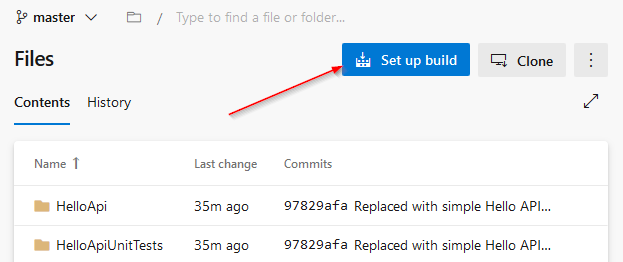 master / Type to find a file or folder...
Files Set up build Clone
Contents History
Name ↑ Last change Commits
HelloApi 35m ago 97829afa Replaced with simple Hello API...
HelloApiUnitTests 35m ago 97829afa Replaced with simple Hello API...